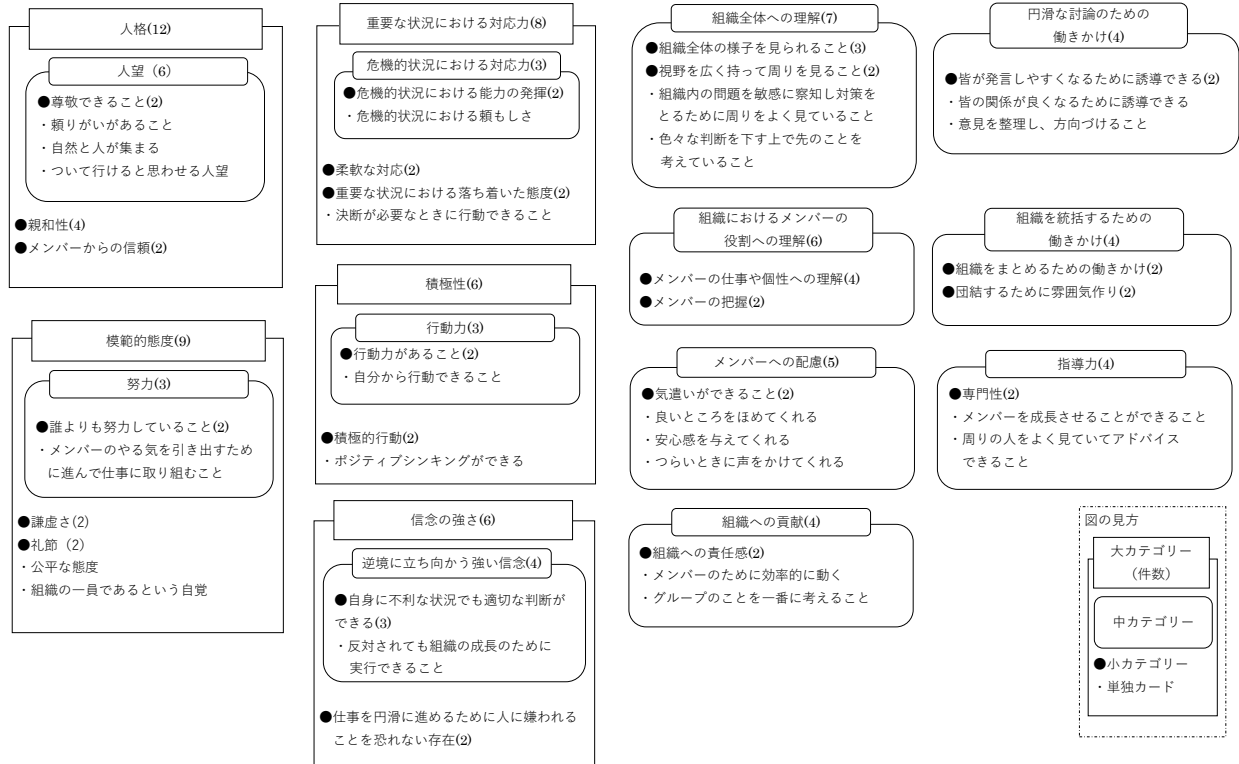 人格(12)
人望（6）
●尊敬できること(2)
・頼りがいがあること
・自然と人が集まる
・ついて行けると思わせる人望
●親和性(4)
●メンバーからの信頼(2)
模範的態度(9)
努力(3)
●誰よりも努力していること(2)
・メンバーのやる気を引き出すため
に進んで仕事に取り組むこと
●謙虚さ(2)
●礼節（2）
・公平な態度
・組織の一員であるという自覚
重要な状況における対応力(8)
危機的状況における対応力(3)
●危機的状況における能力の発揮(2)
・危機的状況における頼もしさ
●柔軟な対応(2)
●重要な状況における落ち着いた態度(2)
・決断が必要なときに行動できること
積極性(6)
行動力(3)
●行動力があること(2)
・自分から行動できること
●積極的行動(2)
・ポジティブシンキングができる
信念の強さ(6)
逆境に立ち向かう強い信念(4)
●自身に不利な状況でも適切な判断が
できる(3)
・反対されても組織の成長のために
実行できること
●仕事を円滑に進めるために人に嫌われる
ことを恐れない存在(2)
組織全体への理解(7)
●組織全体の様子を見られること(3)
●視野を広く持って周りを見ること(2)
・組織内の問題を敏感に察知し対策を
とるために周りをよく見ていること
・色々な判断を下す上で先のことを
考えていること
組織におけるメンバーの
役割への理解(6)
●メンバーの仕事や個性への理解(4)
●メンバーの把握(2)
メンバーへの配慮(5)
●気遣いができること(2)
・良いところをほめてくれる
・安心感を与えてくれる
・つらいときに声をかけてくれる
組織への貢献(4)
●組織への責任感(2)
・メンバーのために効率的に動く
・グループのことを一番に考えること
円滑な討論のための
働きかけ(4)
●皆が発言しやすくなるために誘導できる(2)
・皆の関係が良くなるために誘導できる
・意見を整理し、方向づけること
組織を統括するための
働きかけ(4)
●組織をまとめるための働きかけ(2)
●団結するために雰囲気作り(2)
指導力(4)
●専門性(2)
・メンバーを成長させることができること
・周りの人をよく見ていてアドバイス
できること
図の見方
大カテゴリー
（件数）
中カテゴリー
●小カテゴリー
・単独カード